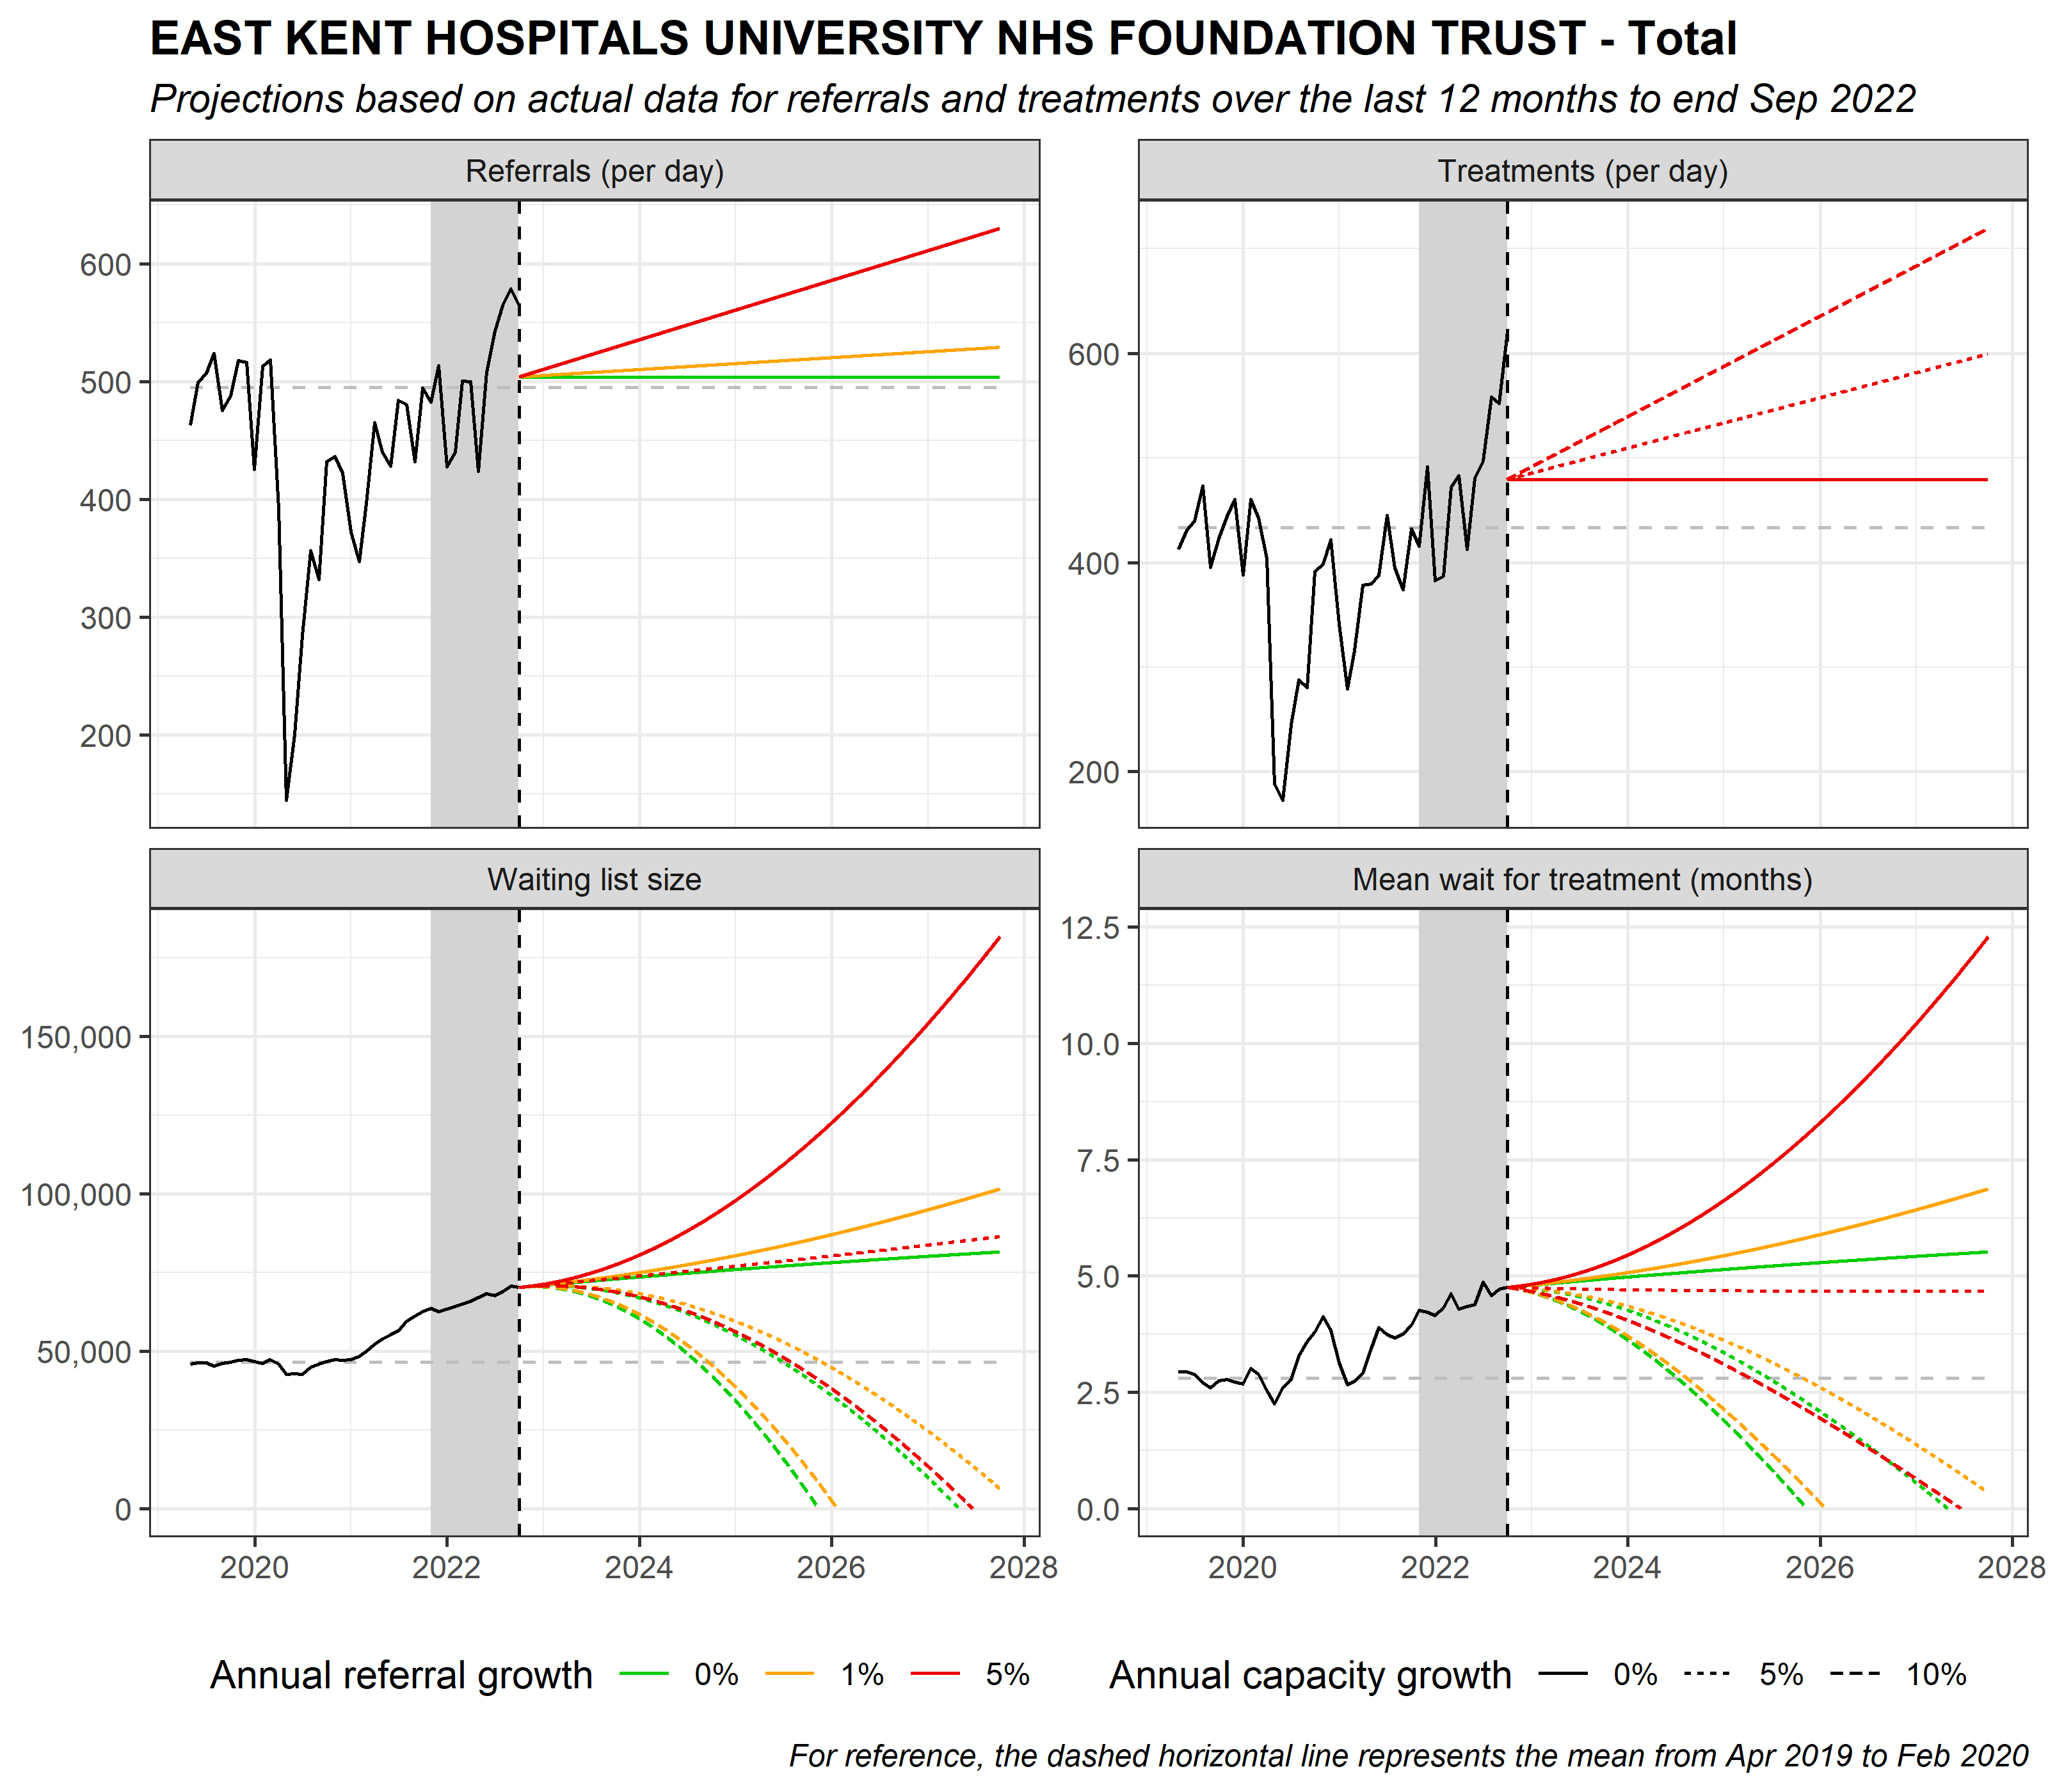 EAST KENT HOSPITALS UNIVERSITY NHS FOUNDATION TRUST - Total
Projections based on actual data for referrals and treatments over the last 12 months to end Sep 2022
Referrals (per day)
600
500
400
300
200
Treatments (per day)
600
400
200
Waiting list size
150,000
100,000
50,000
0
2020 2022 2024 2026 2028
Mean wait for treatment (months)
12.5
10.0
7.5
5.0
2.5
0.0
2020 2022 2024 2026 2028
Annual referral growth 0% 1% 5%
Annual capacity growth 0% 5% 10%
For reference, the dashed horizontal line represents the mean from Apr 2019 to Feb 2020